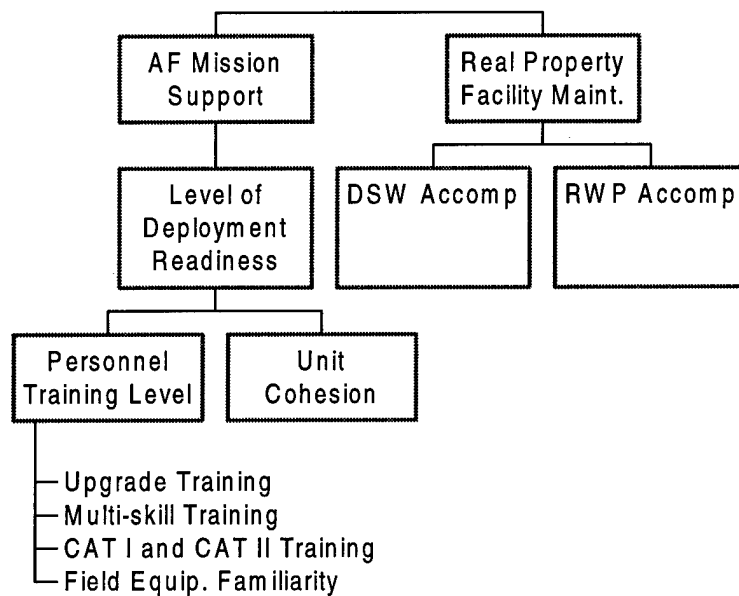 AF Mission
Support
Real Property
Facility Maint.
Level of
Deployment
Readiness
DSW Accomp
RWP Accomp
Personnel
Training Level
Unit
Cohesion
Upgrade Training
Multi-skill Training
CAT I and CAT II Training
Field Equip. Familiarity